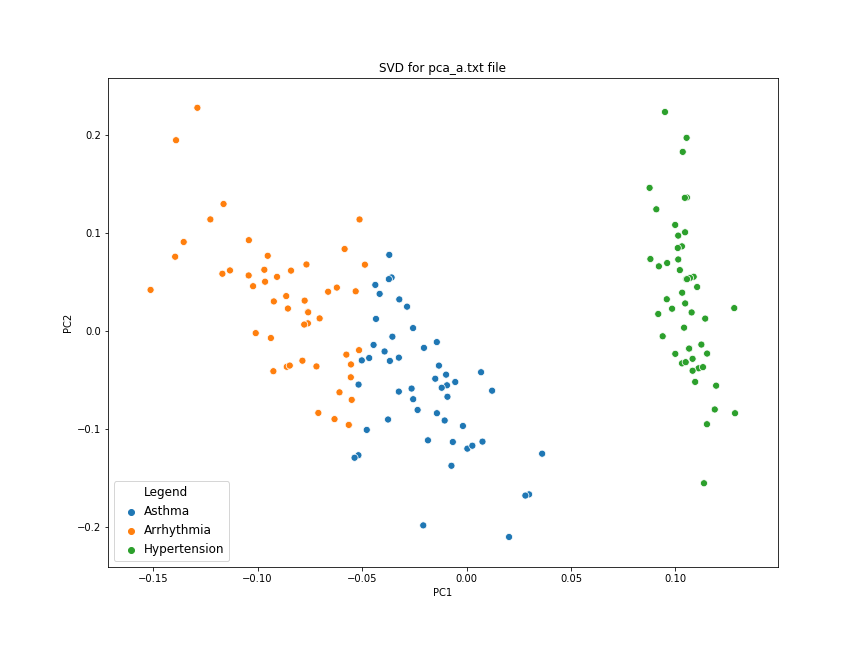 SVD for pca_a.txt file
PC2
0.2
0.1
0.0
−0.1
−0.2
Legend
Asthma
Arrhythmia
Hypertension
−0.15 −0.10 −0.05 0.00 0.05 0.10
PC1